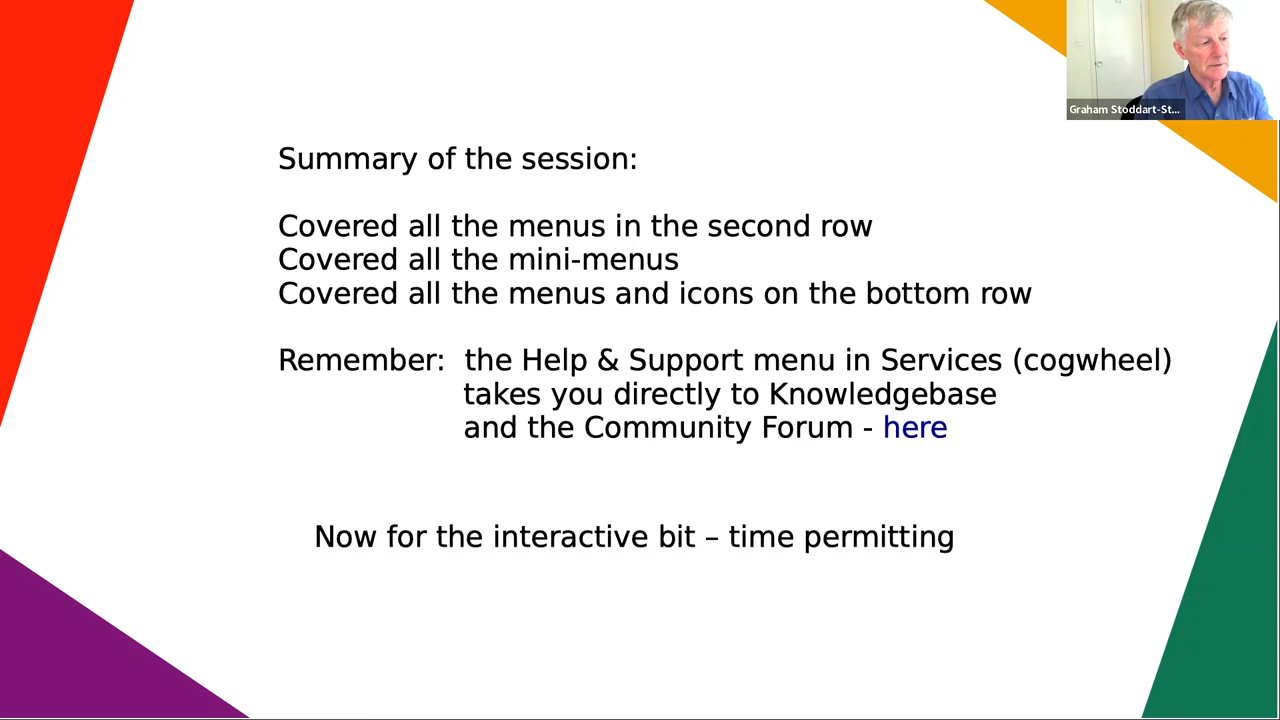 Graham Stoddart-St...
Summary of the session:
Covered all the menus in the second row
Covered all the mini-menus
Covered all the menus and icons on the bottom row
Remember: the Help & Support menu in Services (cogwheel)
takes you directly to Knowledgebase
and the Community Forum - here
Now for the interactive bit – time permitting